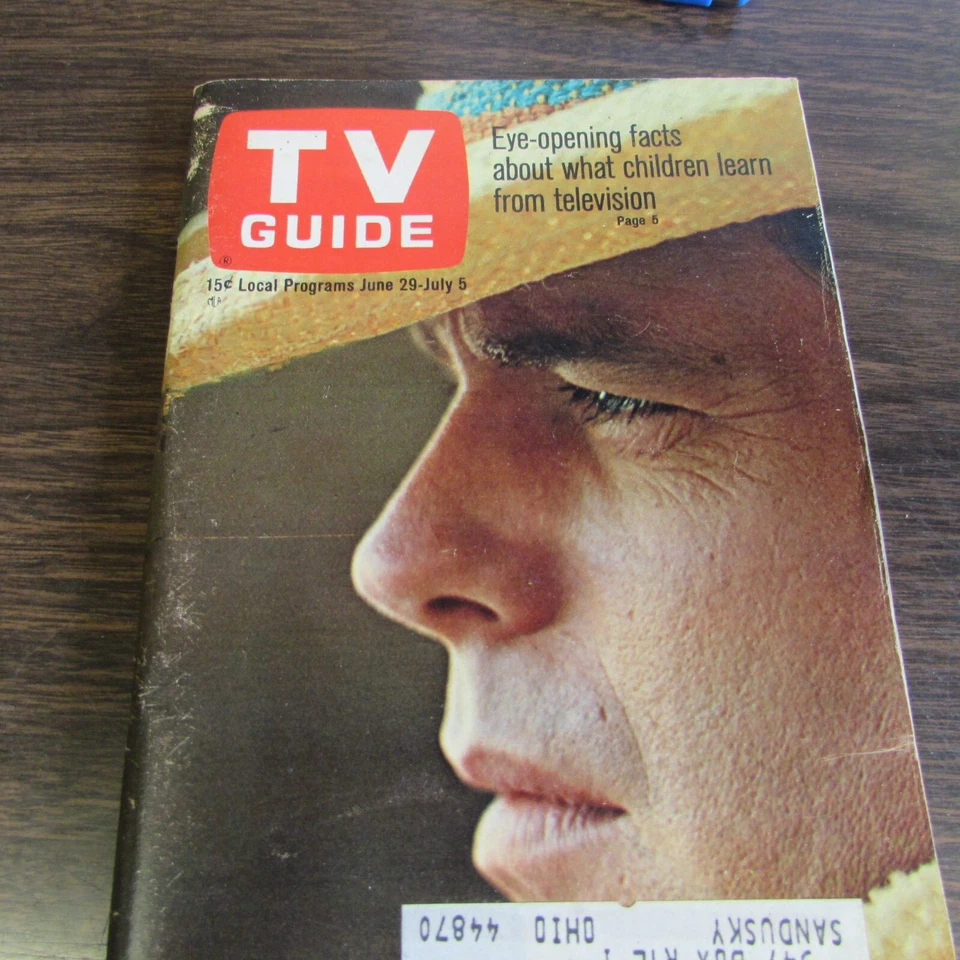 TV
GUIDE
®
15¢ Local Programs June 29-July 5
MLA
Eye-opening facts
about what children learn
from television
Page 5
SANDUSKY OHIO 44870